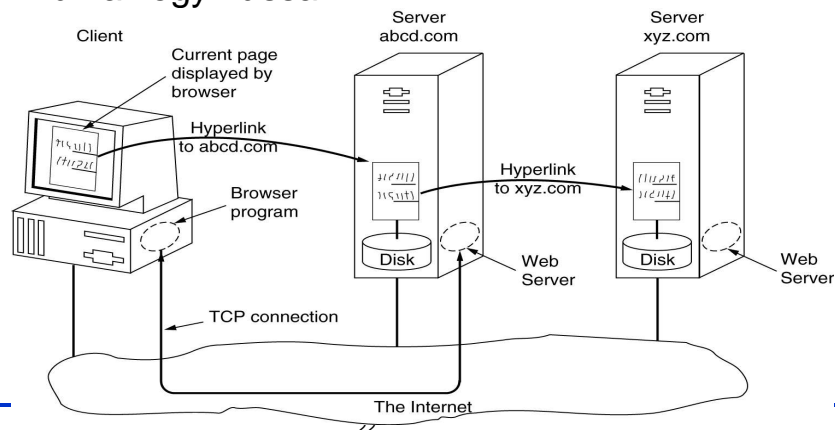 Client
Server
abcd.com
Server
xyz.com
Current page
displayed by
browser
Hyperlink
to abcd.com
Hyperlink
to xyz.com
Browser
program
Disk
Web
Server
Disk
Web
Server
TCP connection
The Internet